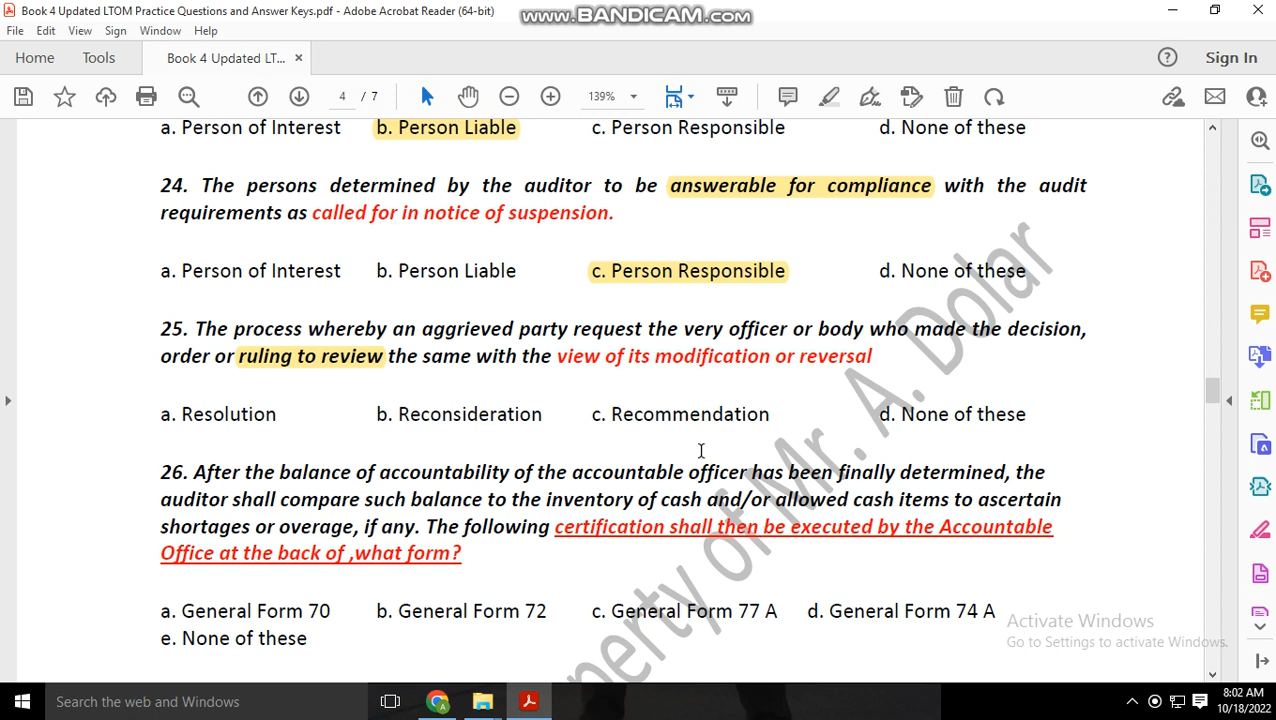 Book 4 Updated LTOM Practice Questions and Answer Keys.pdf - Adobe Acrobat Reader (64-bit)
www.BANDICAM.com
File Edit View Sign Window Help
Home Tools Book 4 Updated LT... × Sign In
4 / 7 139%
a. Person of Interest b. Person Liable c. Person Responsible d. None of these
24. The persons determined by the auditor to be answerable for compliance with the audit
requirements as called for in notice of suspension.
a. Person of Interest b. Person Liable c. Person Responsible d. None of these
25. The process whereby an aggrieved party request the very officer or body who made the decision,
order or ruling to review the same with the view of its modification or reversal
a. Resolution b. Reconsideration c. Recommendation d. None of these
26. After the balance of accountability of the accountable officer has been finally determined, the
auditor shall compare such balance to the inventory of cash and/or allowed cash items to ascertain
shortages or overage, if any. The following certification shall then be executed by the Accountable
Office at the back of ,what form?
a. General Form 70 b. General Form 72 c. General Form 77 A d. General Form 74 A
e. None of these
perty of Mr. A. Dolar
Activate Windows
Go to Settings to activate Windows.
Search the web and Windows
8:02 AM
10/18/2022